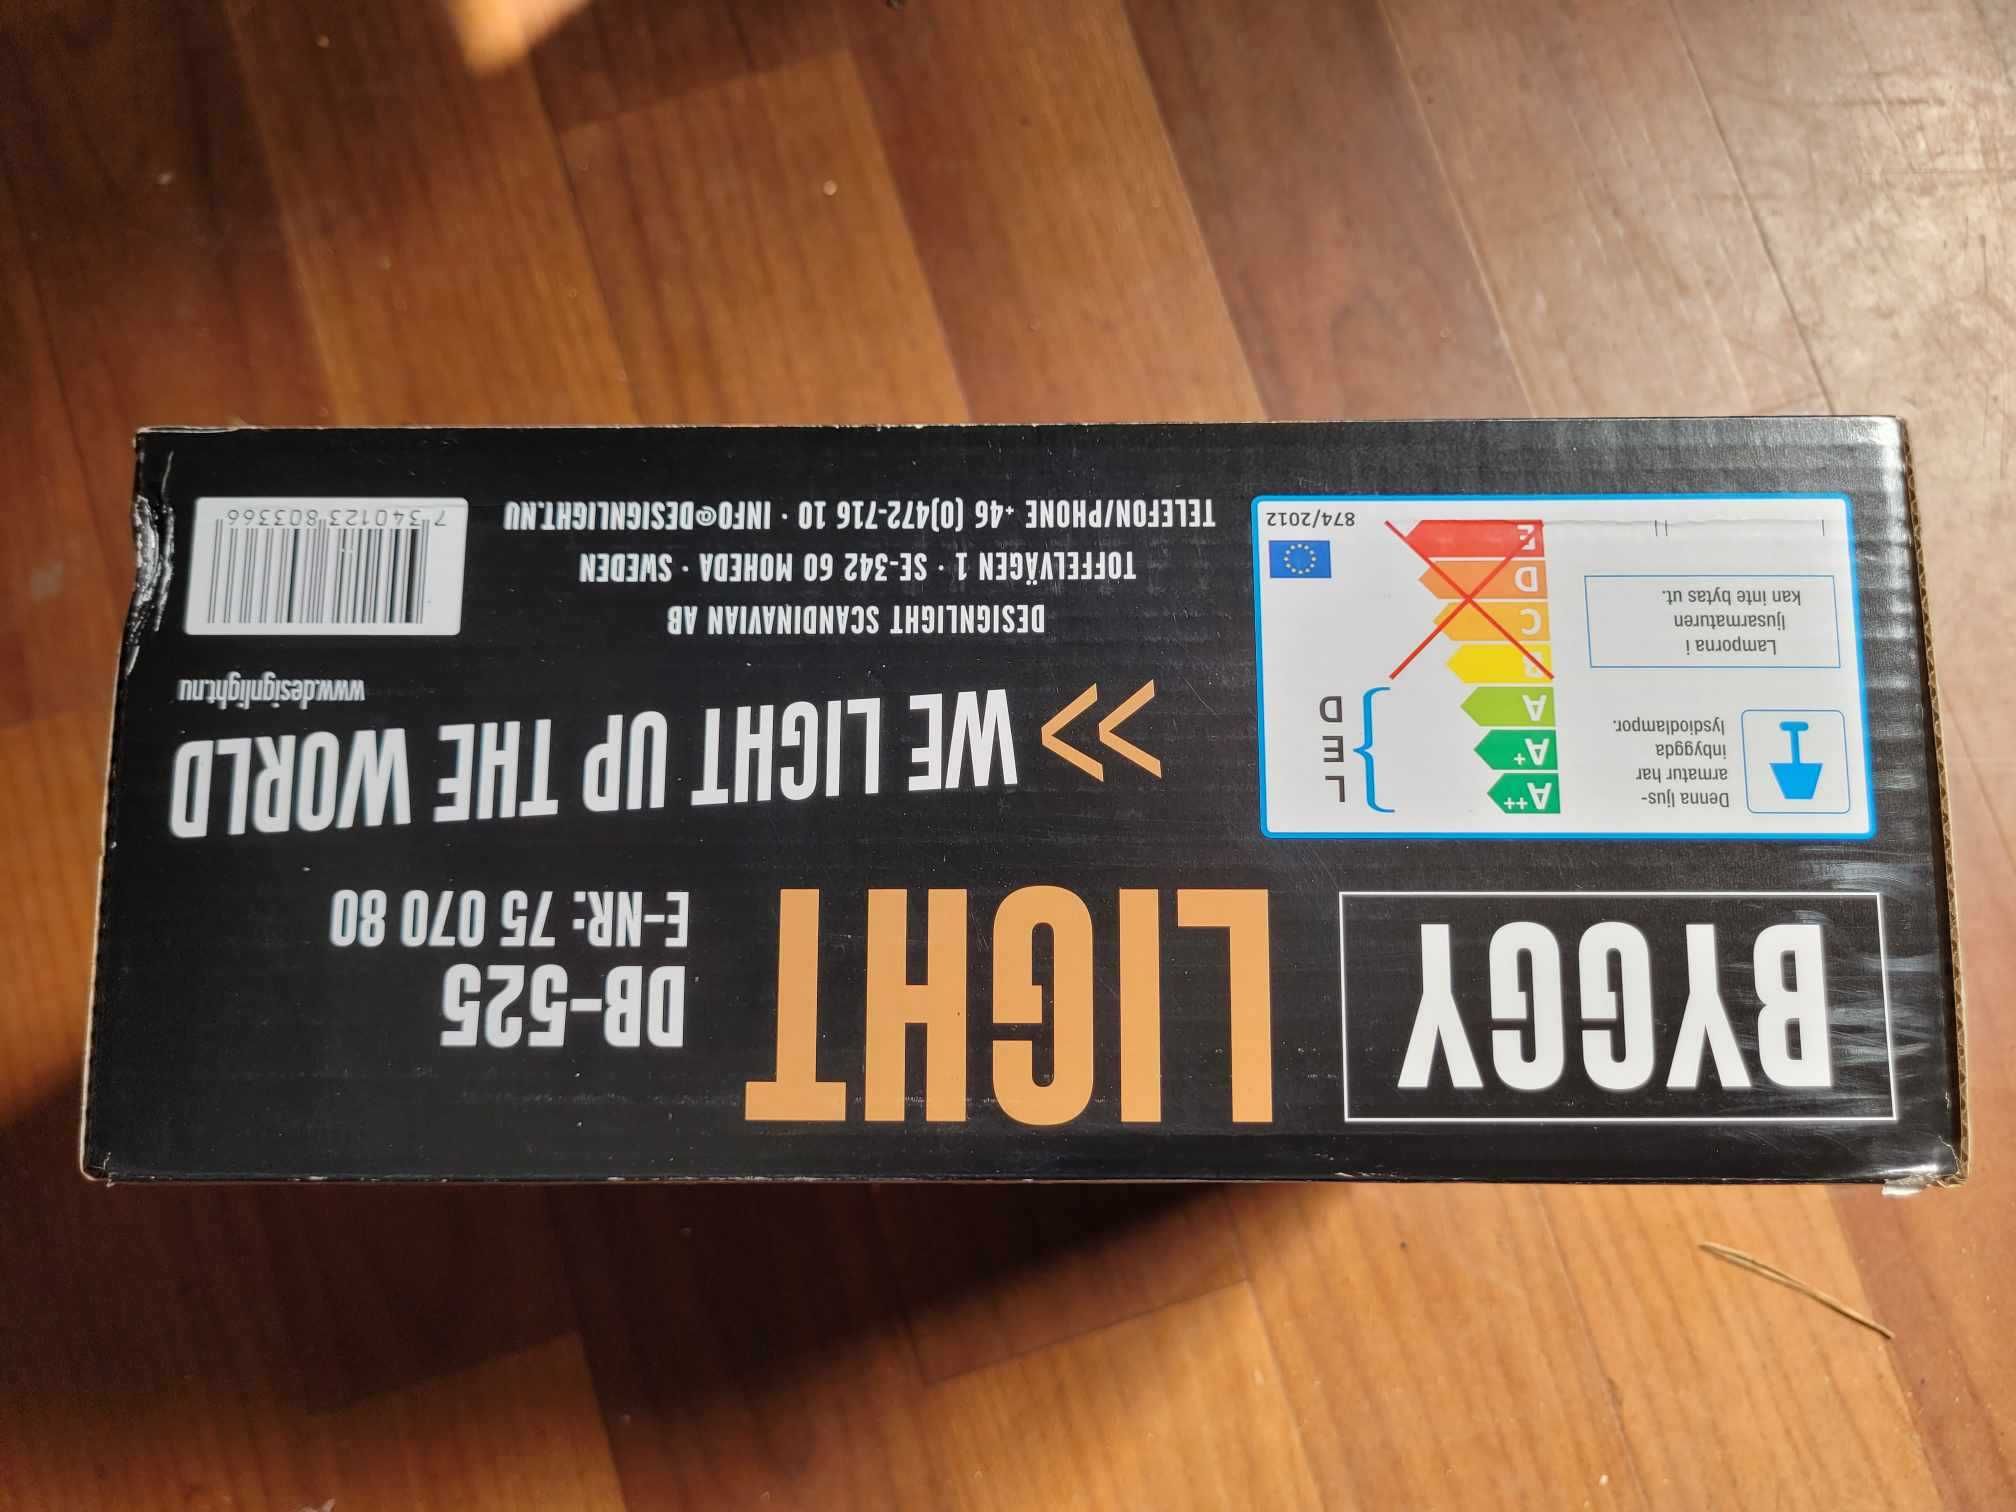 BYGGY
LIGHT
DB-525
E-NR: 75 070 80
Denna ljus-
armatur har
inbyggda
lysdiodlampor.
Lamporna i
ljusarmaturen
kan inte bytas ut.
A++
A+
A
B
C
D
E
L
E
D
874/2012
>> WE LIGHT UP THE WORLD
www.designlight.nu
DESIGNLIGHT SCANDINAVIAN AB
TOFFELVÄGEN 1 · SE-342 60 MOHEDA · SWEDEN
TELEFON/PHONE +46 (0)472-716 10 · INFO@DESIGNLIGHT.NU
7 340123 803366